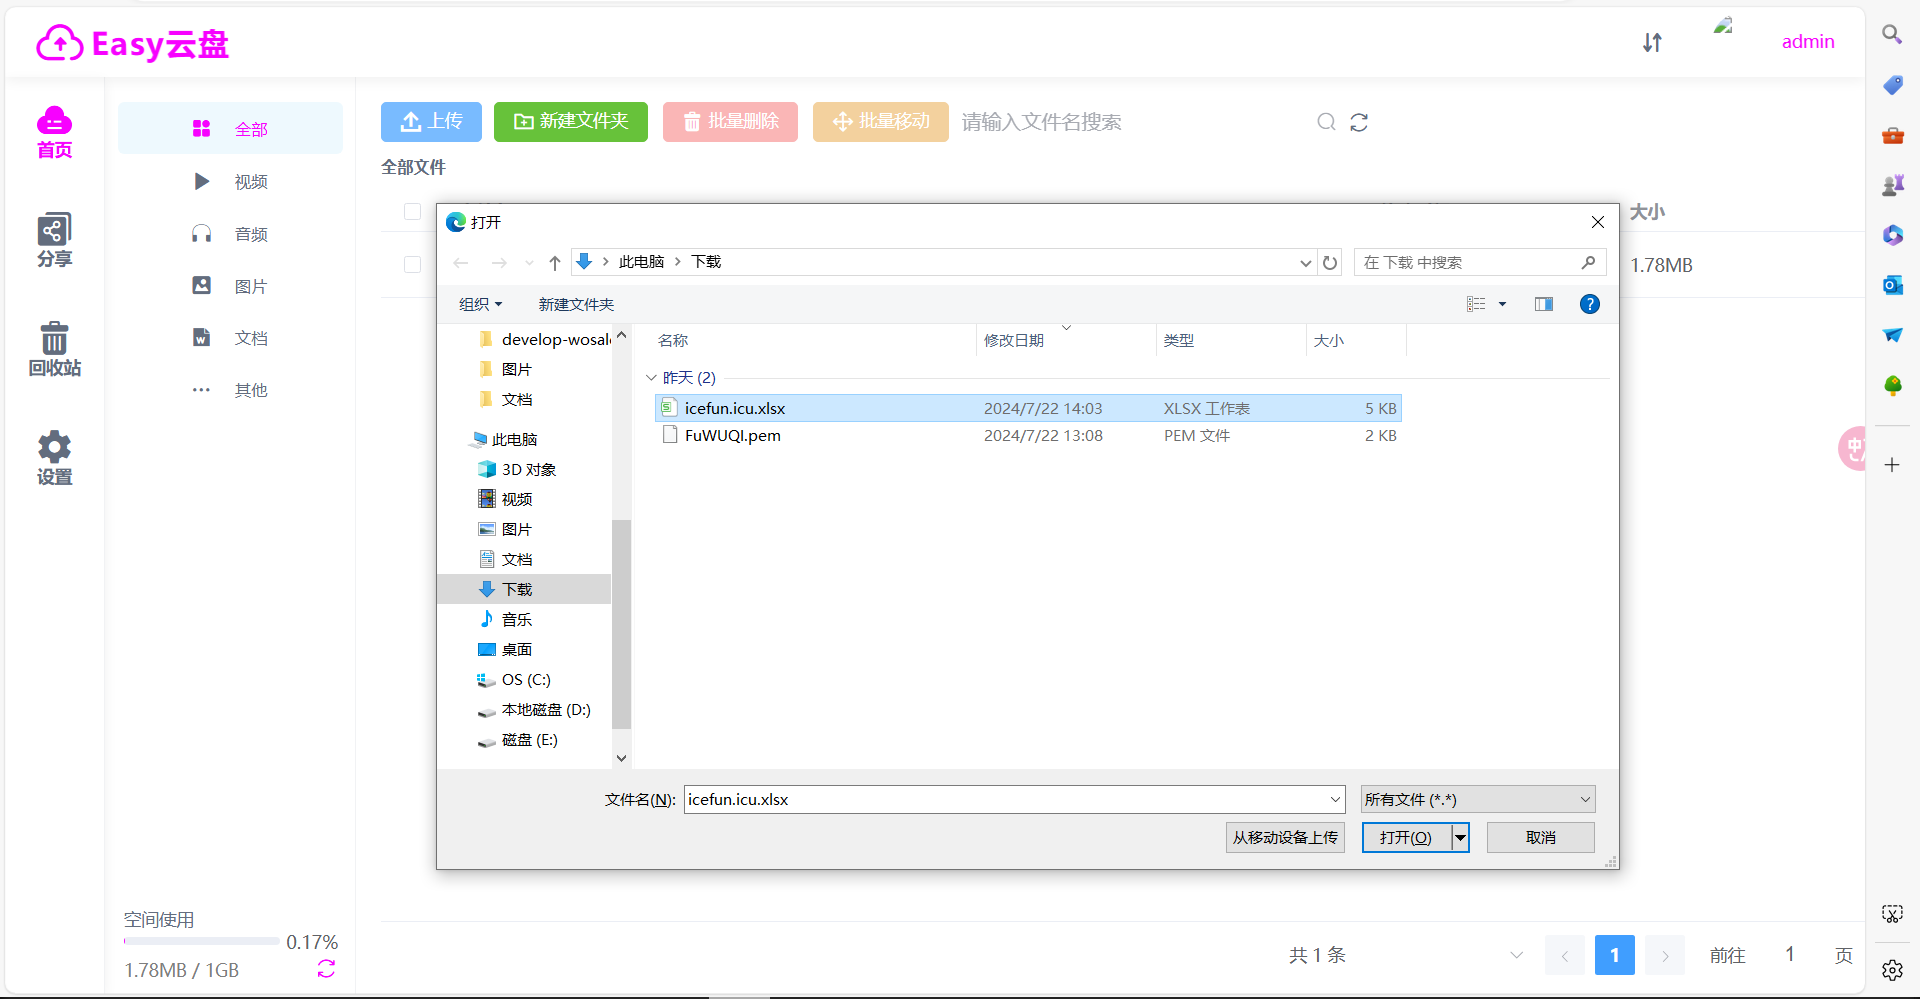 Easy云盘
admin
首页
分享
回收站
设置
全部
视频
音频
图片
文档
其他
空间使用
0.17%
1.78MB / 1GB
上传
新建文件夹
批量删除
批量移动
请输入文件名搜索
全部文件
大小
1.78MB
打开
此电脑
下载
在 下载 中搜索
组织
新建文件夹
名称
修改日期
类型
大小
develop-wosal
图片
文档
此电脑
3D 对象
视频
图片
文档
下载
音乐
桌面
OS (C:)
本地磁盘 (D:)
磁盘 (E:)
昨天 (2)
icefun.icu.xlsx 2024/7/22 14:03 XLSX 工作表 5 KB
FuWUQI.pem 2024/7/22 13:08 PEM 文件 2 KB
文件名(N):
icefun.icu.xlsx
所有文件 (*.*)
从移动设备上传
打开(O)
取消
共 1 条
1
前往
1
页